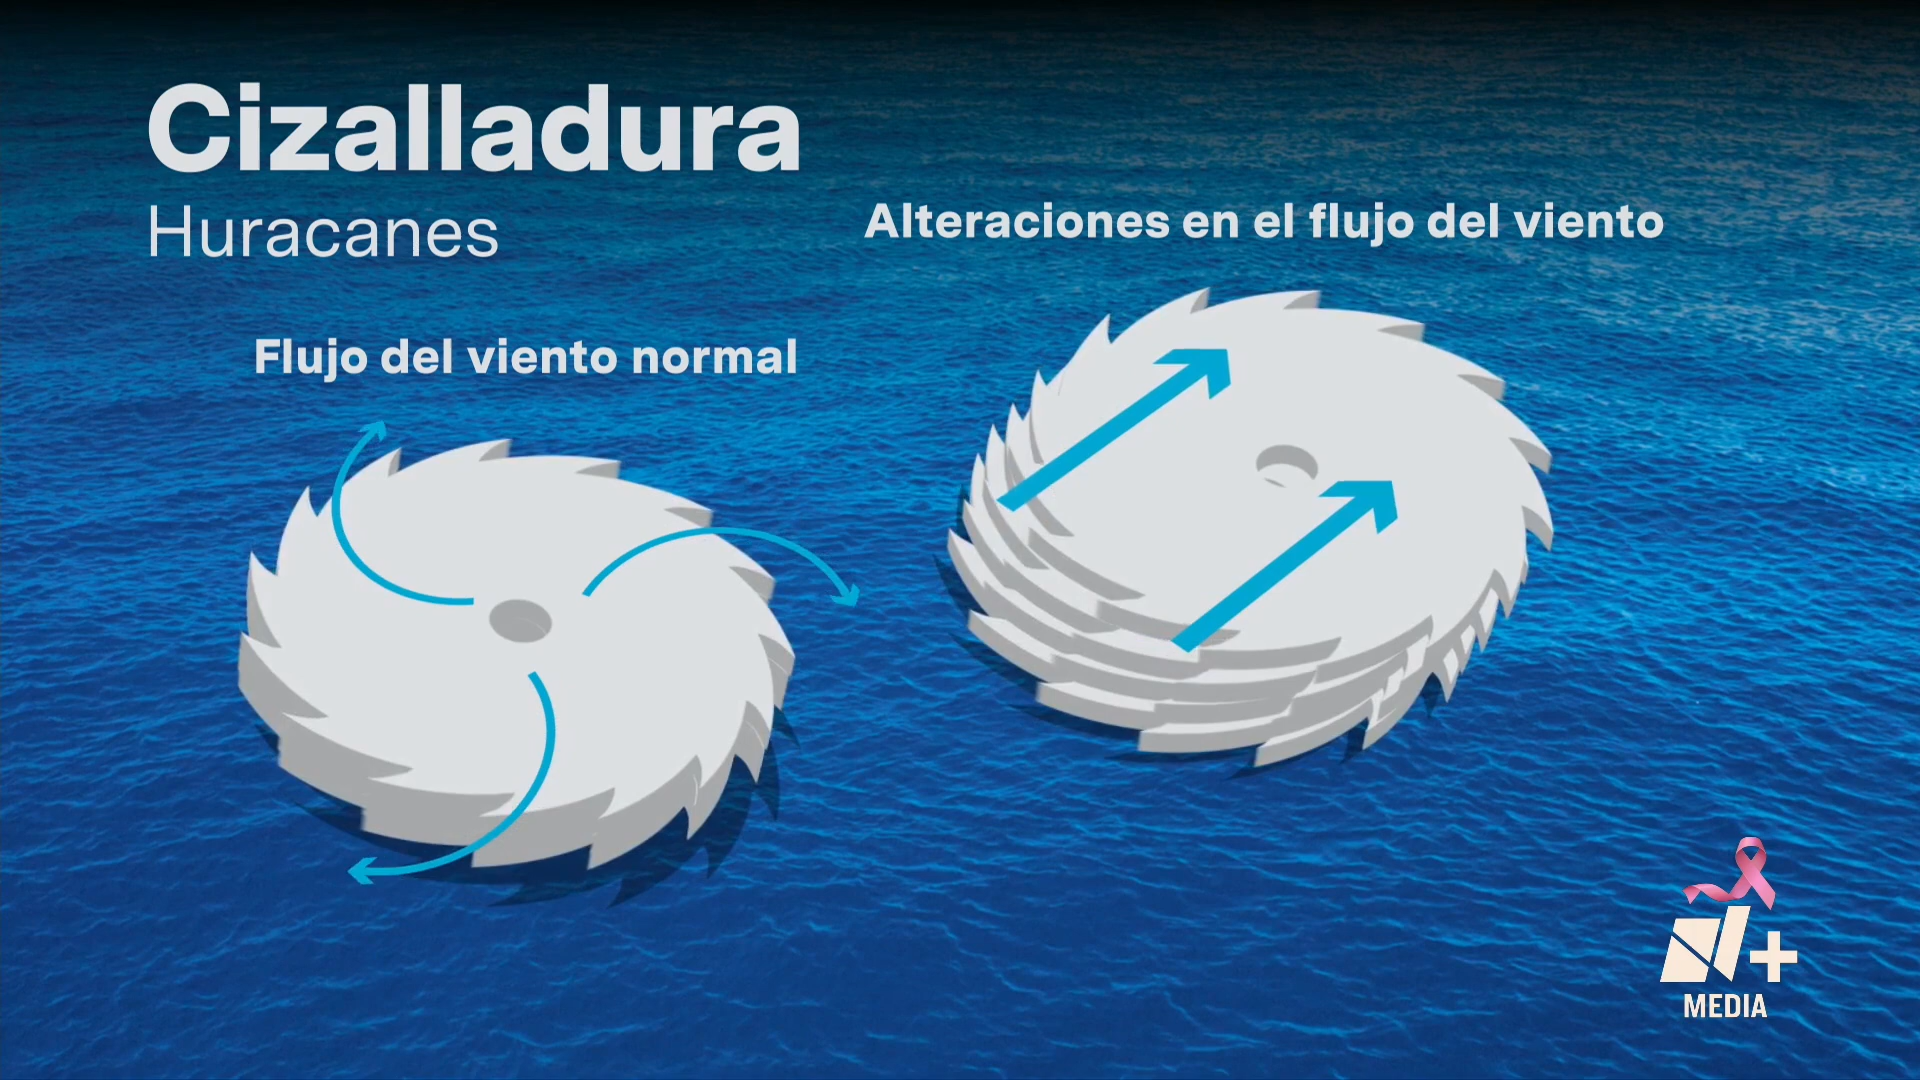 Cizalladura
Huracanes
Alteraciones en el flujo del viento
Flujo del viento normal
N+
MEDIA